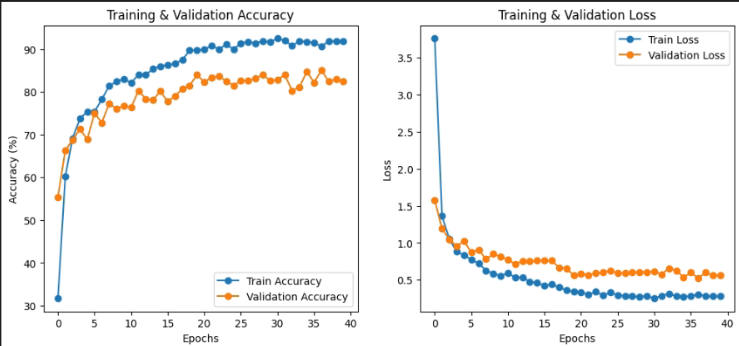 Training & Validation Accuracy
Accuracy (%)
90
80
70
60
50
40
30
Train Accuracy
Validation Accuracy
0 5 10 15 20 25 30 35 40
Epochs
Training & Validation Loss
Loss
3.5
3.0
2.5
2.0
1.5
1.0
0.5
Train Loss
Validation Loss
0 5 10 15 20 25 30 35 40
Epochs